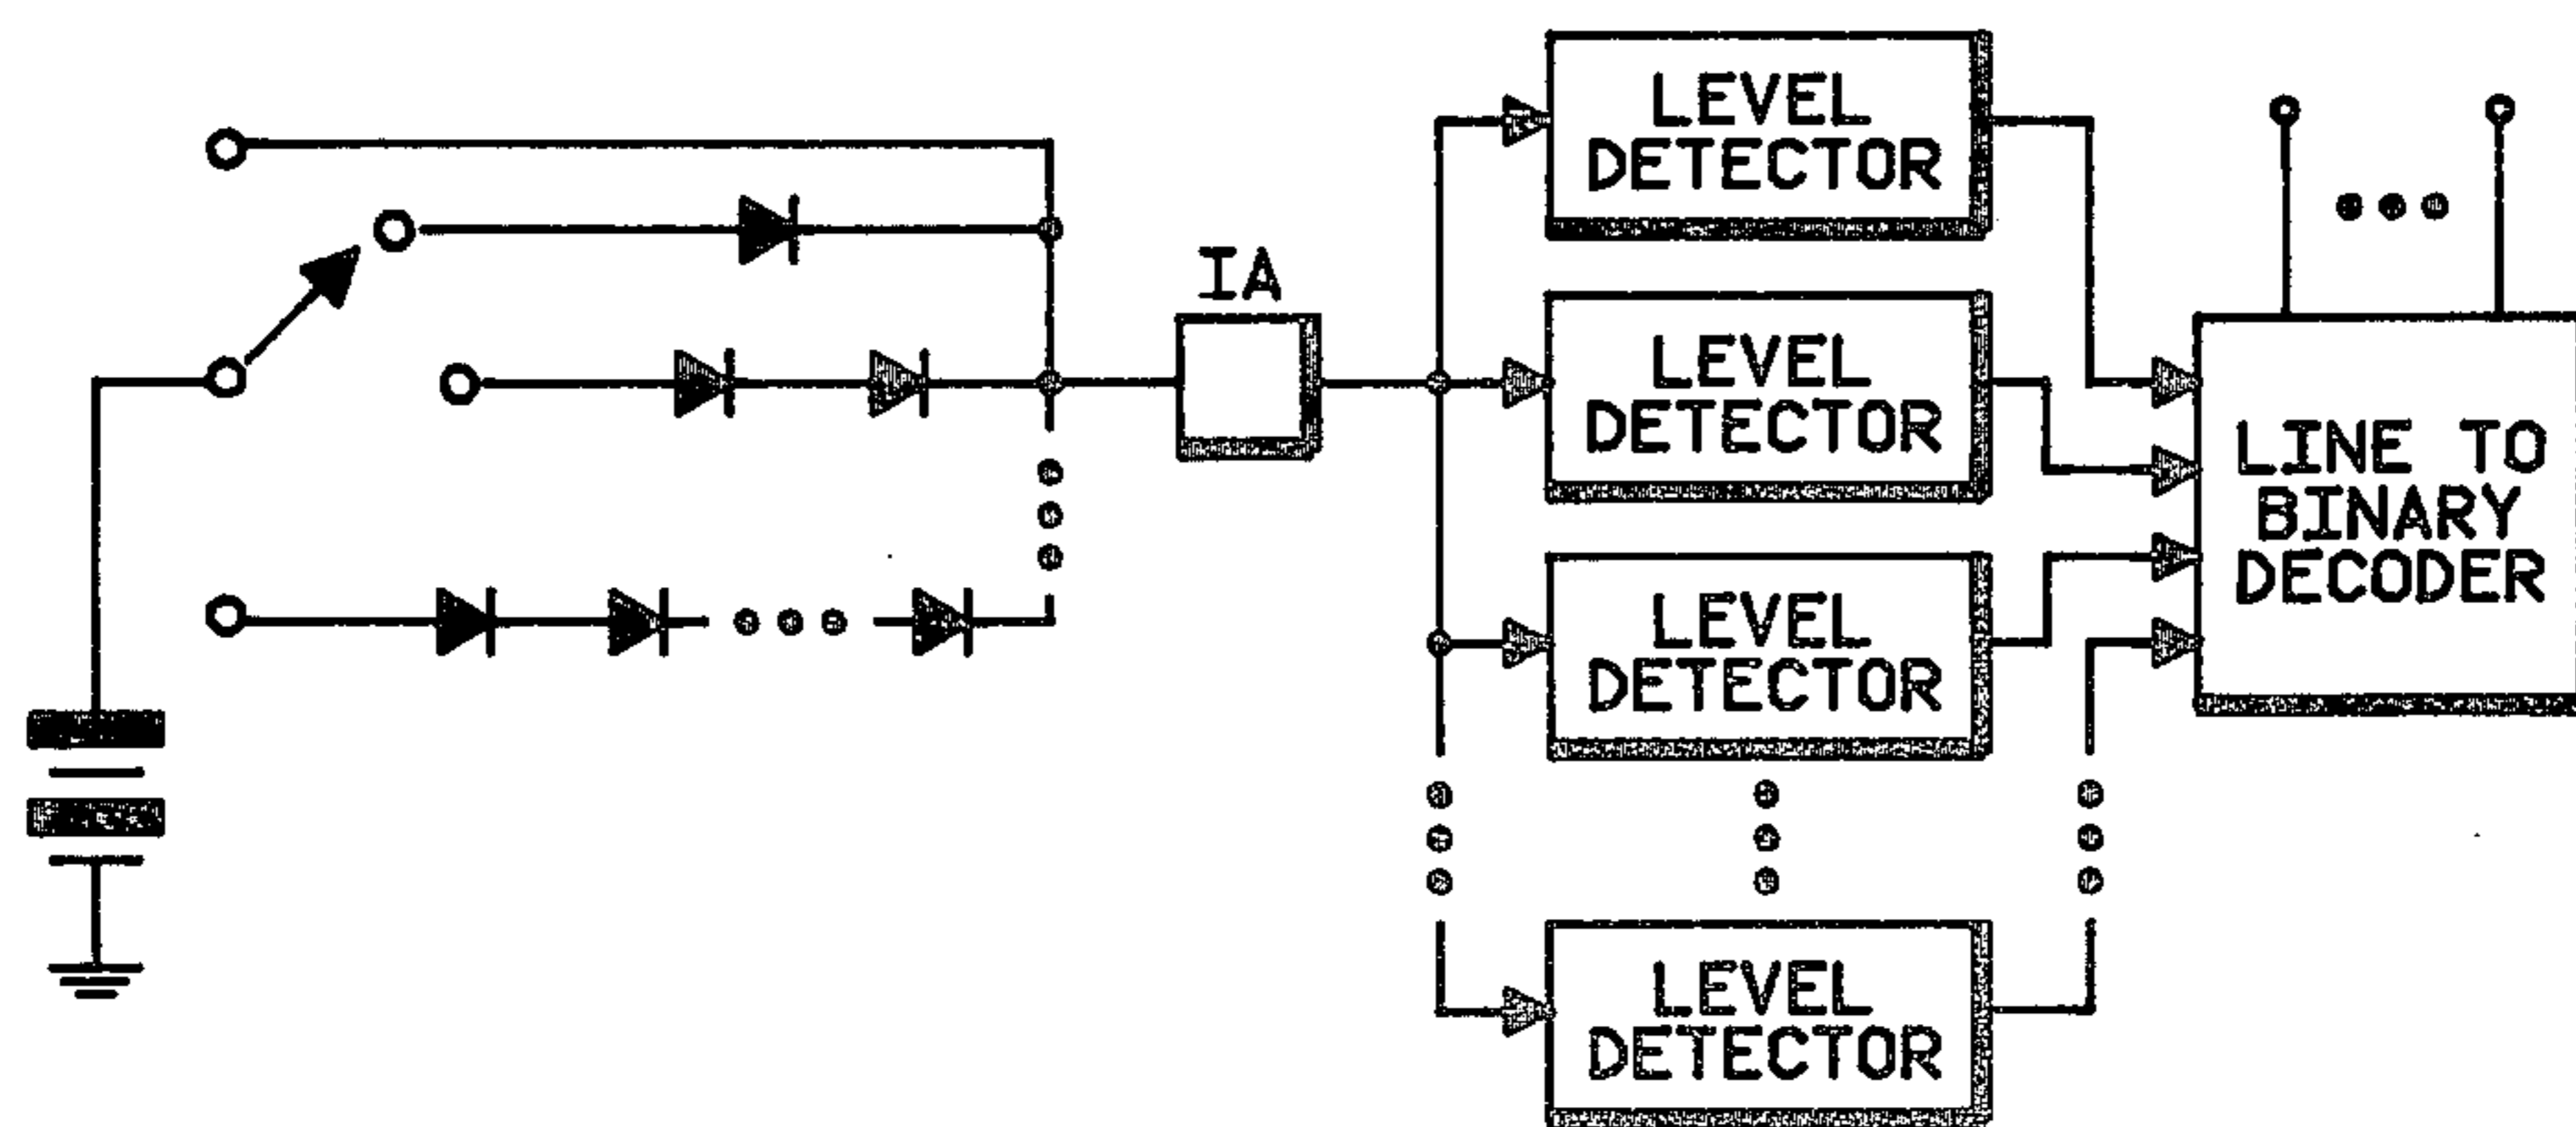 IA
LEVEL
DETECTOR
LEVEL
DETECTOR
LEVEL
DETECTOR
LEVEL
DETECTOR
LINE TO
BINARY
DECODER